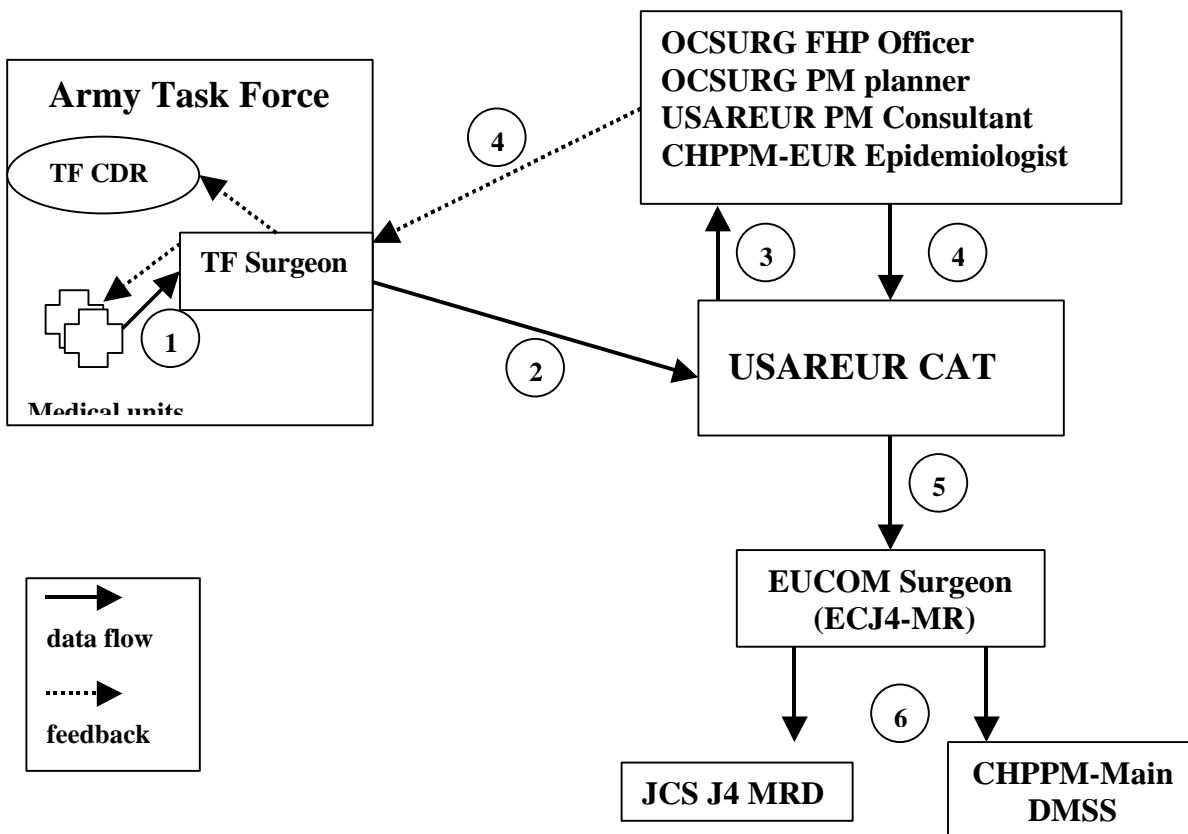 Army Task Force
TF CDR
TF Surgeon
1
Medical units
2
4
OCSURG FHP Officer
OCSURG PM planner
USAREUR PM Consultant
CHPPM-EUR Epidemiologist
3
4
USAREUR CAT
5
EUCOM Surgeon
(ECJ4-MR)
6
JCS J4 MRD
CHPPM-Main
DMSS
data flow
feedback